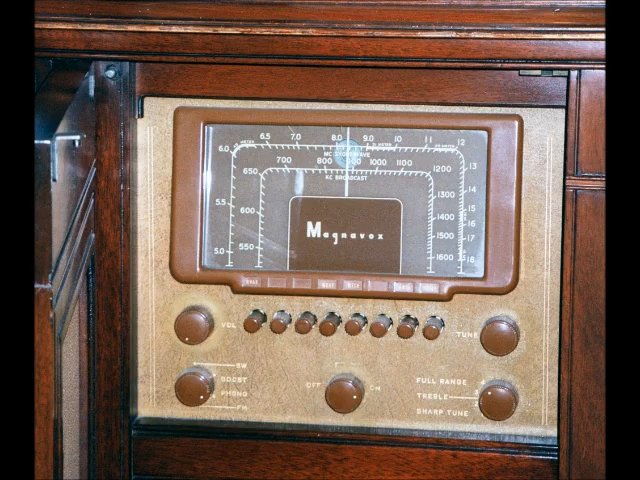 6.0 6.5 7.0 8.0 9.0 10 11 12
MC SHORTWAVE
650 700 800 900 1000 1100 1200 13
KC BROADCAST
5.5 600 1300 14
1400 15
Magnavox
16
550 1500 17
5.0 1600 18
VOL
TUNE
SW
BOOST
PHONO
FM
OFF ON
FULL RANGE
TREBLE
SHARP TUNE